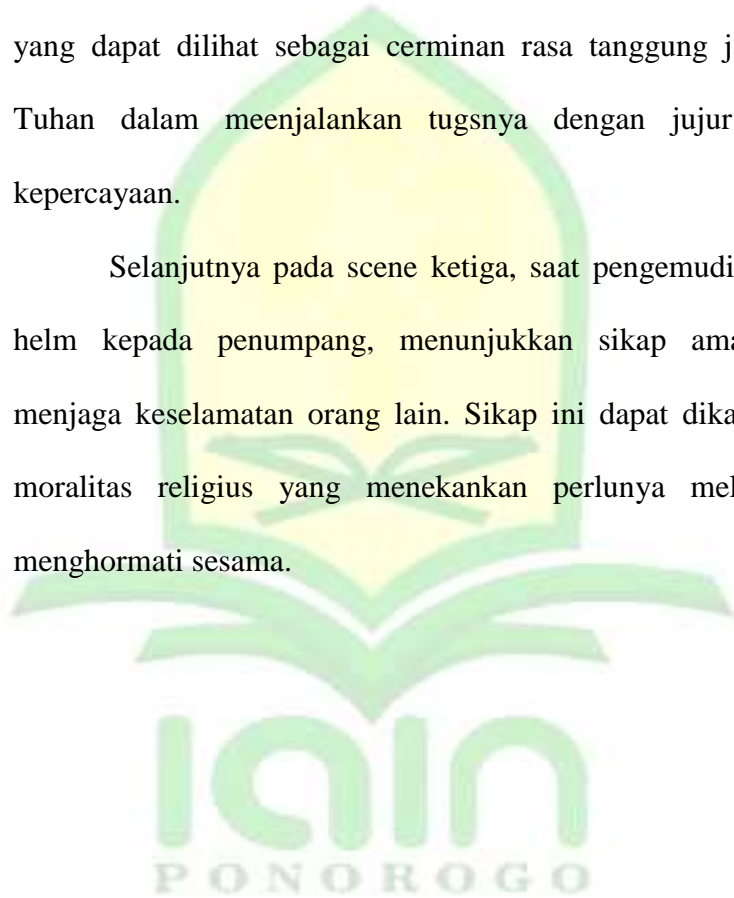 yang dapat dilihat sebagai cerminan rasa tanggung j
Tuhan dalam meenjalankan tugsnya dengan jujur
kepercayaan.
Selanjutnya pada scene ketiga, saat pengemudi
helm kepada penumpang, menunjukkan sikap ama
menjaga keselamatan orang lain. Sikap ini dapat dika
moralitas religius yang menekankan perlunya mel
menghormati sesama.
iain
PONOROGO